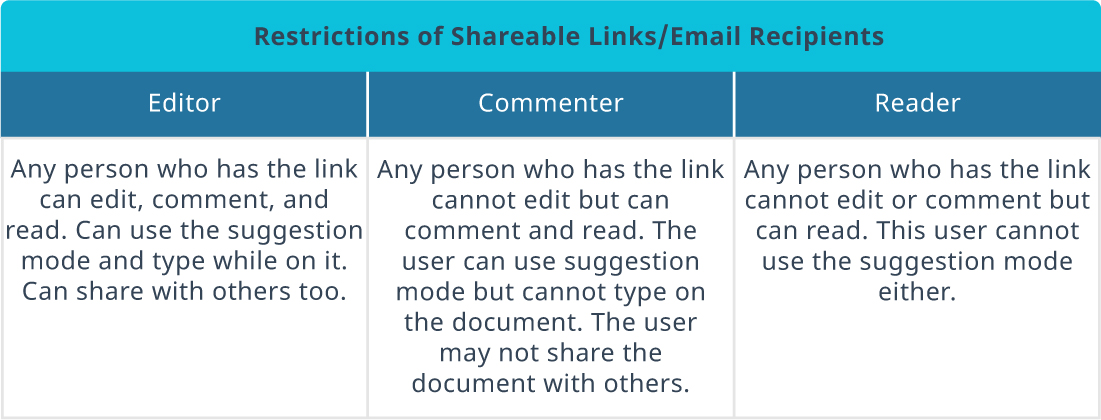 Restrictions of Shareable Links/Email Recipients
Editor
Commenter
Reader
Any person who has the link
can edit, comment, and
read. Can use the suggestion
mode and type while on it.
Can share with others too.
Any person who has the link
cannot edit but can
comment and read. The
user can use suggestion
mode but cannot type on
the document. The user
may not share the
document with others.
Any person who has the link
cannot edit or comment but
can read. This user cannot
use the suggestion mode
either.